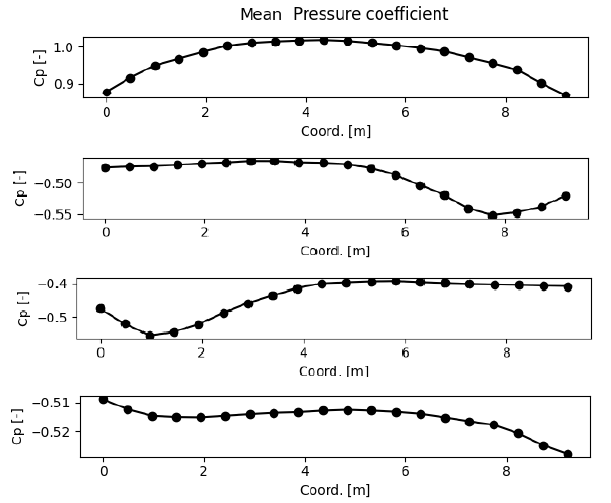 Mean Pressure coefficient
1.0
0.9
Cp [-]
0 2 4 6 8
Coord. [m]
−0.50
−0.55
Cp [-]
0 2 4 6 8
Coord. [m]
−0.4
−0.5
Cp [-]
0 2 4 6 8
Coord. [m]
−0.51
−0.52
Cp [-]
0 2 4 6 8
Coord. [m]